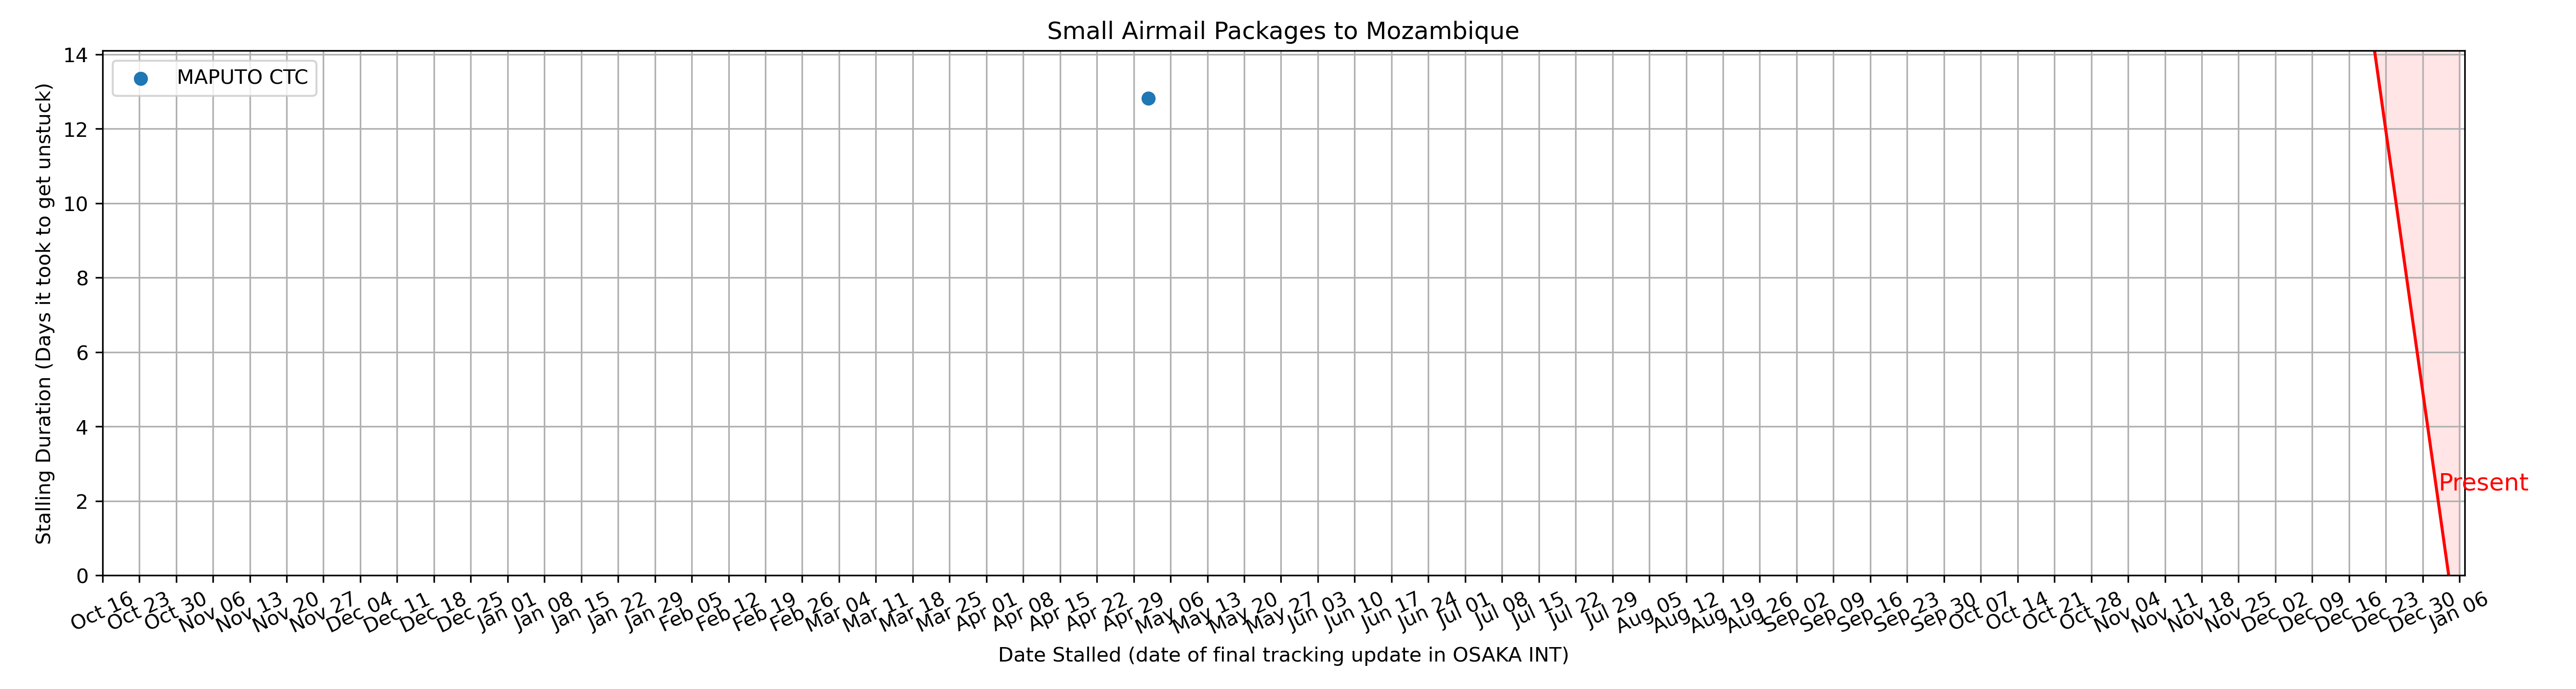 Small Airmail Packages to Mozambique
MAPUTO CTC
Stalling Duration (Days it took to get unstuck)
14
12
10
8
6
4
2
0
Present
Oct 16
Oct 23
Oct 30
Nov 06
Nov 13
Nov 20
Nov 27
Dec 04
Dec 11
Dec 18
Dec 25
Jan 01
Jan 08
Jan 15
Jan 22
Jan 29
Feb 05
Feb 12
Feb 19
Feb 26
Mar 04
Mar 11
Mar 18
Mar 25
Apr 01
Apr 08
Apr 15
Apr 22
Apr 29
May 06
May 13
May 20
May 27
Jun 03
Jun 10
Jun 17
Jun 24
Jul 01
Jul 08
Jul 15
Jul 22
Jul 29
Aug 05
Aug 12
Aug 19
Aug 26
Sep 02
Sep 09
Sep 16
Sep 23
Sep 30
Oct 07
Oct 14
Oct 21
Oct 28
Nov 04
Nov 11
Nov 18
Nov 25
Dec 02
Dec 09
Dec 16
Dec 23
Dec 30
Jan 06
Date Stalled (date of final tracking update in OSAKA INT)